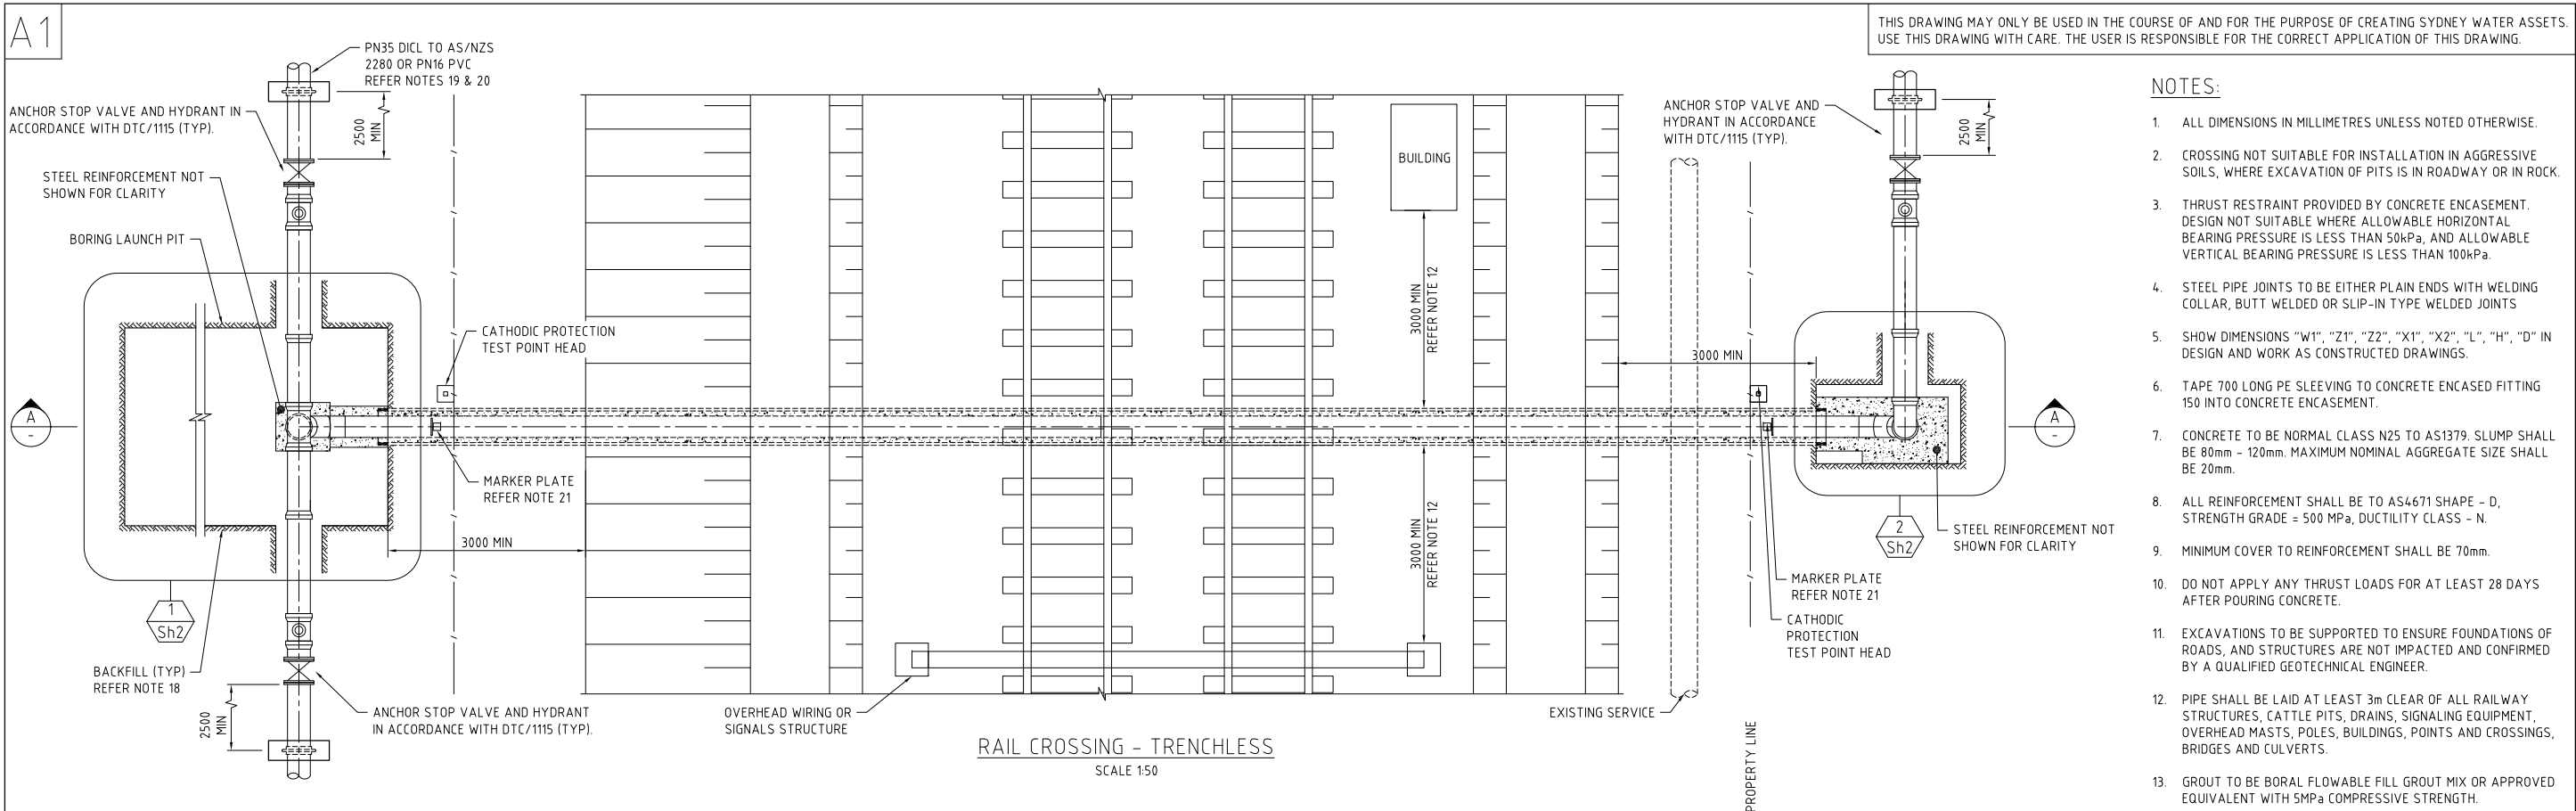 A1
THIS DRAWING MAY ONLY BE USED IN THE COURSE OF AND FOR THE PURPOSE OF CREATING SYDNEY WATER ASSETS.
USE THIS DRAWING WITH CARE. THE USER IS RESPONSIBLE FOR THE CORRECT APPLICATION OF THIS DRAWING.
PN35 DICL TO AS/NZS
2280 OR PN16 PVC
REFER NOTES 19 & 20
ANCHOR STOP VALVE AND HYDRANT IN
ACCORDANCE WITH DTC/1115 (TYP).
2500
MIN
STEEL REINFORCEMENT NOT
SHOWN FOR CLARITY
BORING LAUNCH PIT
CATHODIC PROTECTION
TEST POINT HEAD
A
-
MARKER PLATE
REFER NOTE 21
3000 MIN
1
Sh2
BACKFILL (TYP)
REFER NOTE 18
2500
MIN
ANCHOR STOP VALVE AND HYDRANT
IN ACCORDANCE WITH DTC/1115 (TYP).
BUILDING
3000 MIN
REFER NOTE 12
3000 MIN
REFER NOTE 12
OVERHEAD WIRING OR
SIGNALS STRUCTURE
EXISTING SERVICE
RAIL CROSSING - TRENCHLESS
SCALE 1:50
ANCHOR STOP VALVE AND
HYDRANT IN ACCORDANCE
WITH DTC/1115 (TYP).
2500
MIN
3000 MIN
A
-
2
Sh2
STEEL REINFORCEMENT NOT
SHOWN FOR CLARITY
MARKER PLATE
REFER NOTE 21
CATHODIC
PROTECTION
TEST POINT HEAD
PROPERTY LINE
NOTES:
1. ALL DIMENSIONS IN MILLIMETRES UNLESS NOTED OTHERWISE.
2. CROSSING NOT SUITABLE FOR INSTALLATION IN AGGRESSIVE
SOILS, WHERE EXCAVATION OF PITS IS IN ROADWAY OR IN ROCK.
3. THRUST RESTRAINT PROVIDED BY CONCRETE ENCASEMENT.
DESIGN NOT SUITABLE WHERE ALLOWABLE HORIZONTAL
BEARING PRESSURE IS LESS THAN 50kPa, AND ALLOWABLE
VERTICAL BEARING PRESSURE IS LESS THAN 100kPa.
4. STEEL PIPE JOINTS TO BE EITHER PLAIN ENDS WITH WELDING
COLLAR, BUTT WELDED OR SLIP-IN TYPE WELDED JOINTS
5. SHOW DIMENSIONS "W1", "Z1", "Z2", "X1", "X2", "L", "H", "D" IN
DESIGN AND WORK AS CONSTRUCTED DRAWINGS.
6. TAPE 700 LONG PE SLEEVING TO CONCRETE ENCASED FITTING
150 INTO CONCRETE ENCASEMENT.
7. CONCRETE TO BE NORMAL CLASS N25 TO AS1379. SLUMP SHALL
BE 80mm - 120mm. MAXIMUM NOMINAL AGGREGATE SIZE SHALL
BE 20mm.
8. ALL REINFORCEMENT SHALL BE TO AS4671 SHAPE - D,
STRENGTH GRADE = 500 MPa, DUCTILITY CLASS - N.
9. MINIMUM COVER TO REINFORCEMENT SHALL BE 70mm.
10. DO NOT APPLY ANY THRUST LOADS FOR AT LEAST 28 DAYS
AFTER POURING CONCRETE.
11. EXCAVATIONS TO BE SUPPORTED TO ENSURE FOUNDATIONS OF
ROADS, AND STRUCTURES ARE NOT IMPACTED AND CONFIRMED
BY A QUALIFIED GEOTECHNICAL ENGINEER.
12. PIPE SHALL BE LAID AT LEAST 3m CLEAR OF ALL RAILWAY
STRUCTURES, CATTLE PITS, DRAINS, SIGNALING EQUIPMENT,
OVERHEAD MASTS, POLES, BUILDINGS, POINTS AND CROSSINGS,
BRIDGES AND CULVERTS.
13. GROUT TO BE BORAL FLOWABLE FILL GROUT MIX OR APPROVED
EQUIVALENT WITH 5MPa COMPRESSIVE STRENGTH.